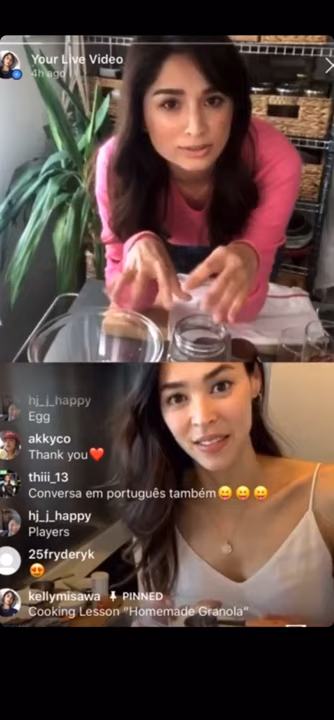 Your Live Video
4h ago
hj_j_happy
Egg
akkyco
Thank you❤️
thiii_13
Conversa em português também😄😄😄
hj_j_happy
Players
25fryderyk
😍
kellymisawa 📌 PINNED
Cooking Lesson "Homemade Granola"